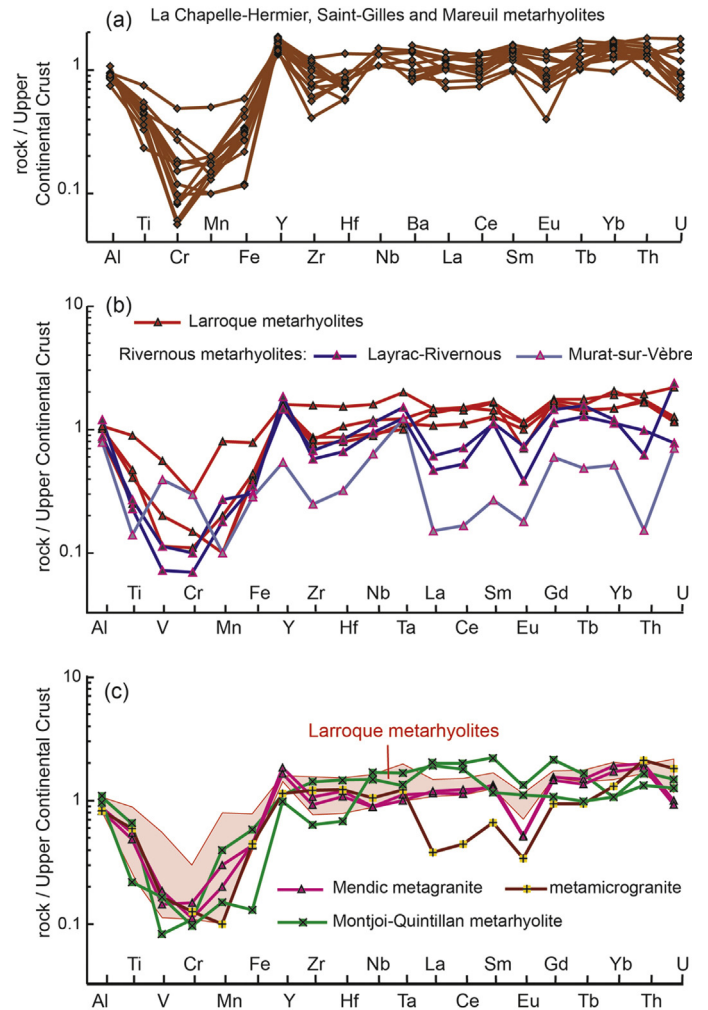 (a) La Chapelle-Hermier, Saint-Gilles and Mareuil metarhyolites
rock / Upper
Continental Crust
1
0.1
Ti Mn Y Hf Ba Ce Eu Yb U
Al Cr Fe Zr Nb La Sm Tb Th
(b)
rock / Upper Continental Crust
10
Larroque metarhyolites
Rivernous metarhyolites: Layrac-Rivernous Murat-sur-Vèbre
1
0.1
Ti Cr Fe Zr Nb La Sm Gd Yb U
Al V Mn Y Hf Ta Ce Eu Tb Th
(c)
rock / Upper Continental Crust
10
Larroque metarhyolites
1
Mendic metagranite metamicrogranite
Montjoi-Quintillan metarhyolite
0.1
Ti Cr Fe Zr Nb La Sm Gd Yb U
Al V Mn Y Hf Ta Ce Eu Tb Th